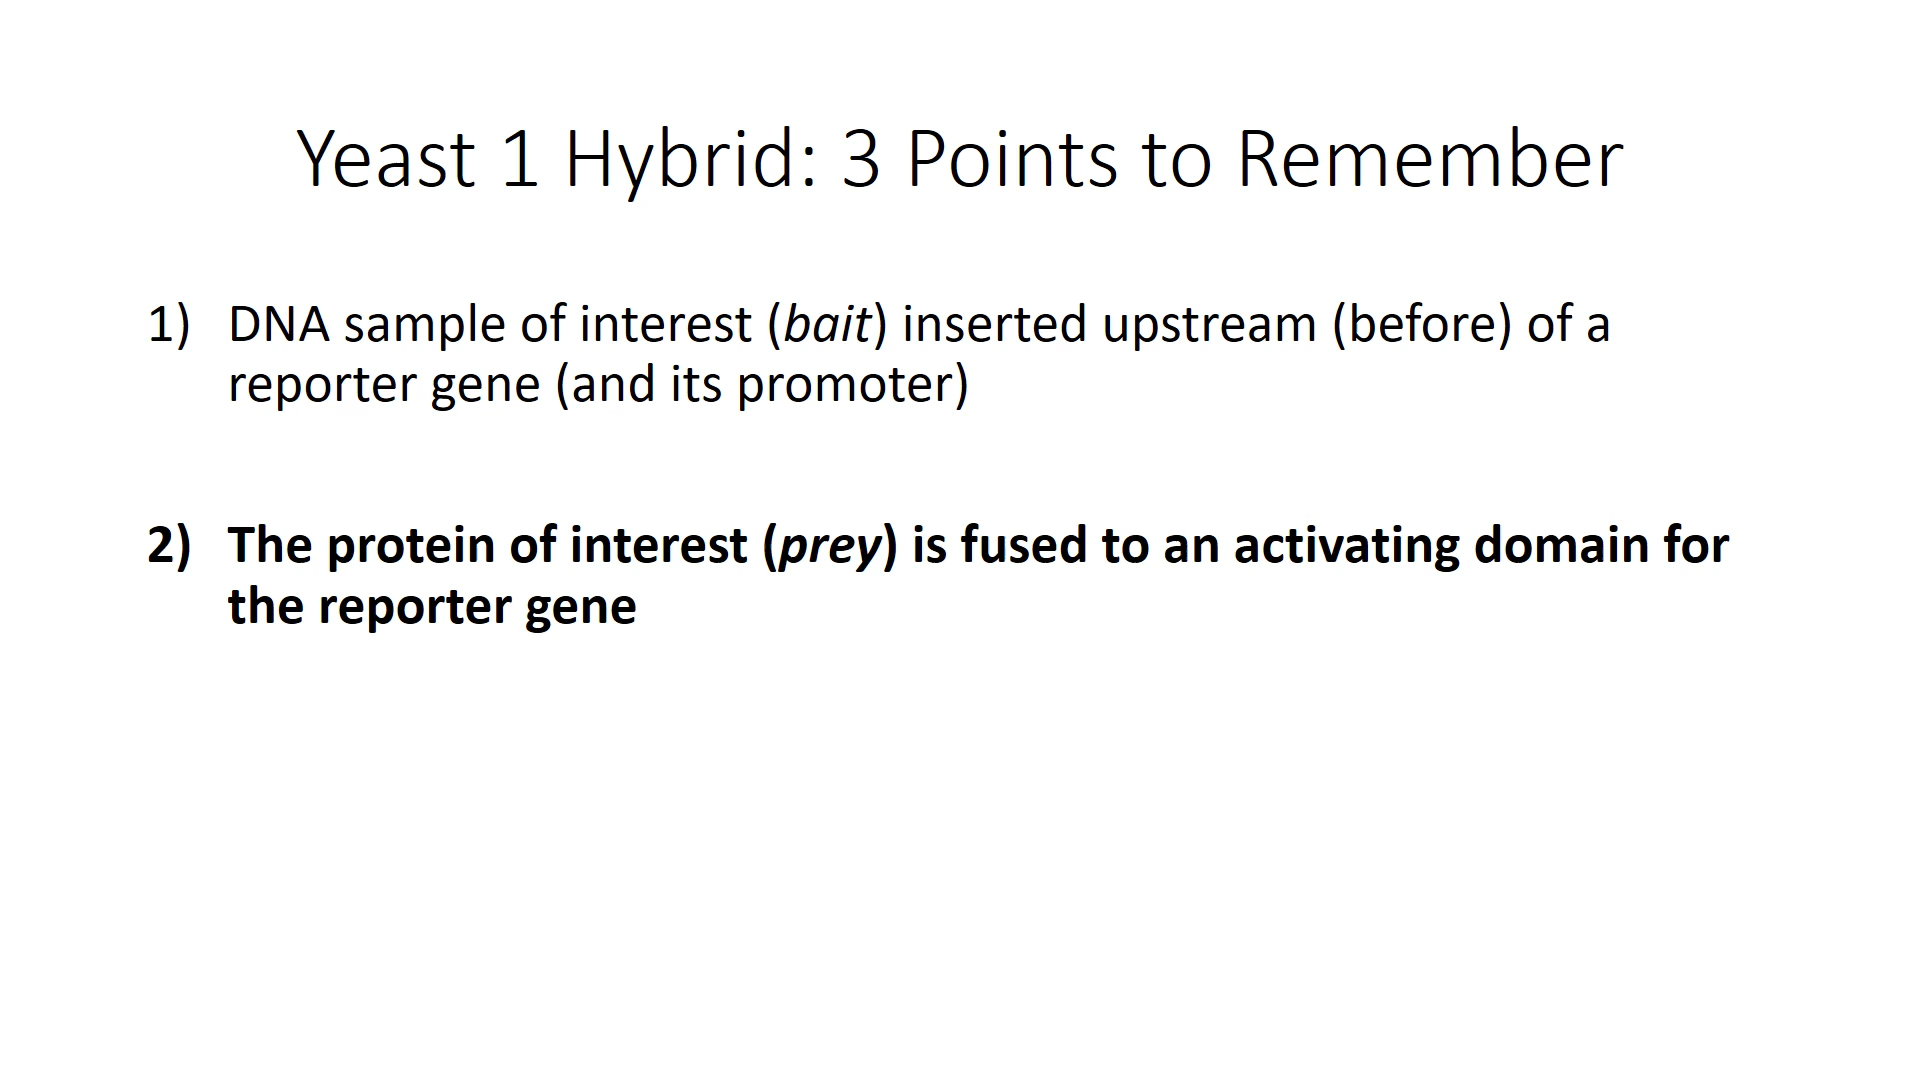 Yeast 1 Hybrid: 3 Points to Remember
1) DNA sample of interest (bait) inserted upstream (before) of a
reporter gene (and its promoter)
2) The protein of interest (prey) is fused to an activating domain for
the reporter gene